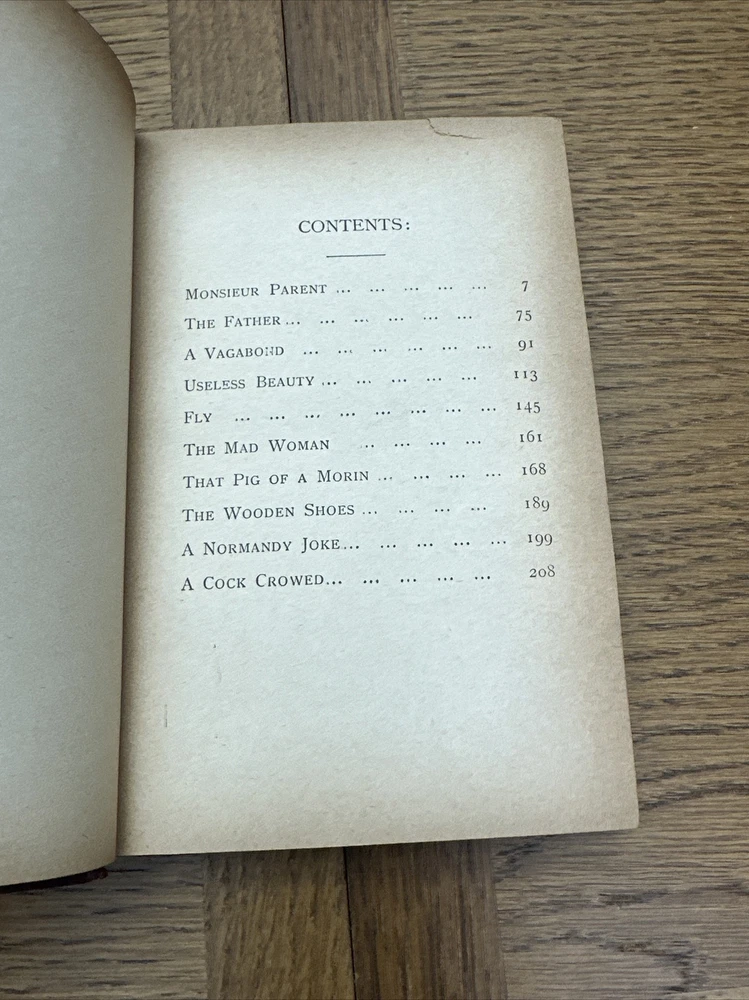 CONTENTS:
MONSIEUR PARENT ... ... ... ... ... 7
THE FATHER ... ... ... ... ... ... 75
A VAGABOND ... ... ... ... ... ... 91
USELESS BEAUTY ... ... ... ... ... 113
FLY ... ... ... ... ... ... ... ... 145
THE MAD WOMAN ... ... ... ... 161
THAT PIG OF A MORIN ... ... ... ... 168
THE WOODEN SHOES ... ... ... ... 189
A NORMANDY JOKE... ... ... ... ... 199
A COCK CROWED... ... ... ... ... 208